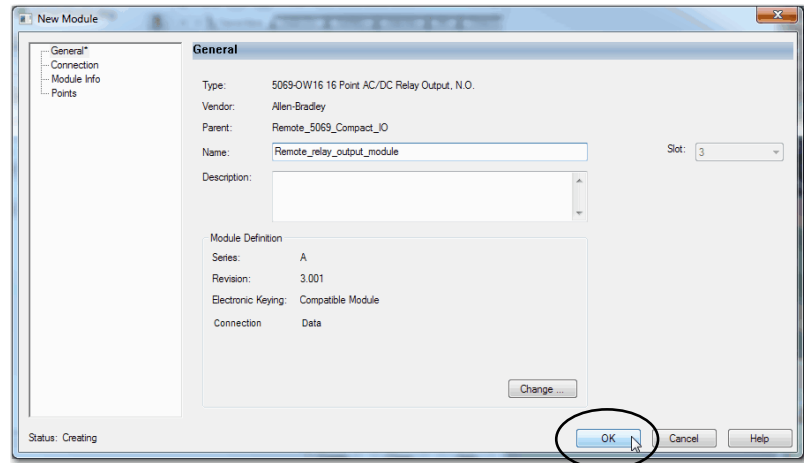 New Module
General*
Connection
Module Info
Points
General
Type: 5069-OW16 16 Point AC/DC Relay Output, N.O.
Vendor: Allen-Bradley
Parent: Remote_5069_Compact_IO
Name: Remote_relay_output_module
Slot: 3
Description:
Module Definition
Series: A
Revision: 3.001
Electronic Keying: Compatible Module
Connection Data
Change ...
Status: Creating
OK Cancel Help